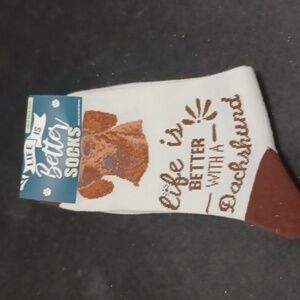 LIFE IS
Better
SOCKS
life is
BETTER
WITH A
Dachshund